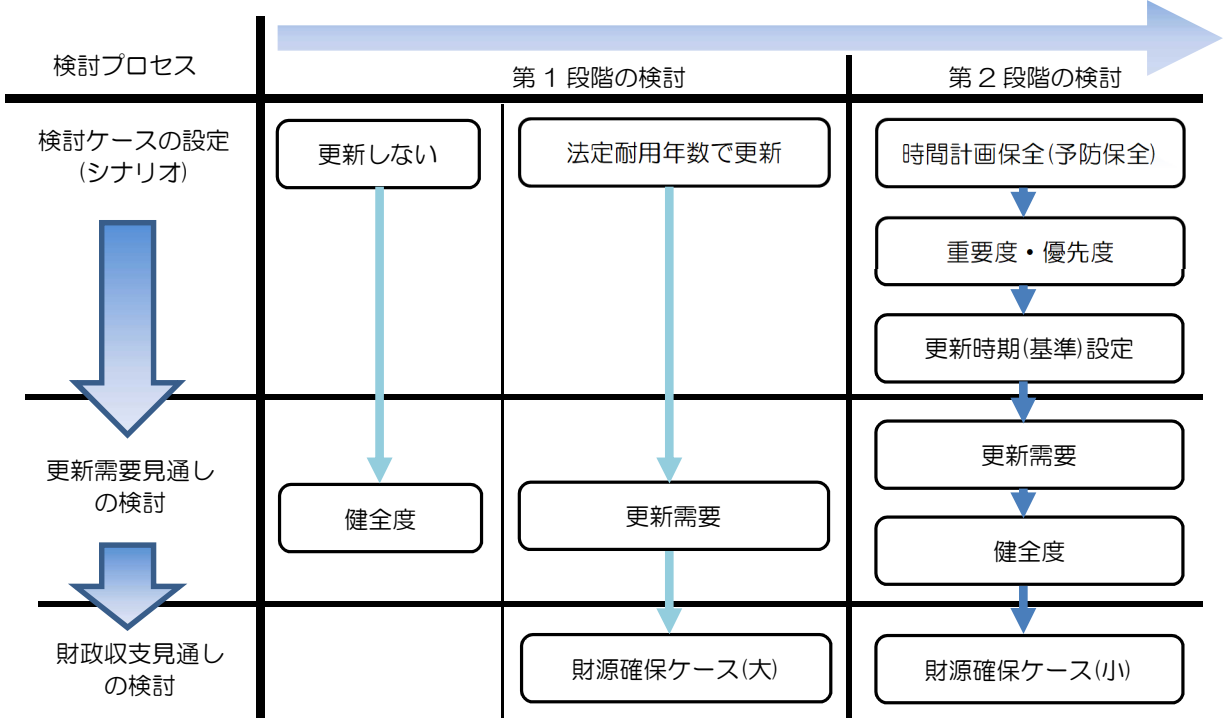 検討プロセス
第1段階の検討
第2段階の検討
検討ケースの設定
(シナリオ)
更新しない
法定耐用年数で更新
時間計画保全(予防保全)
重要度・優先度
更新時期(基準)設定
更新需要見通し
の検討
健全度
更新需要
更新需要
健全度
財政収支見通し
の検討
財源確保ケース(大)
財源確保ケース(小)